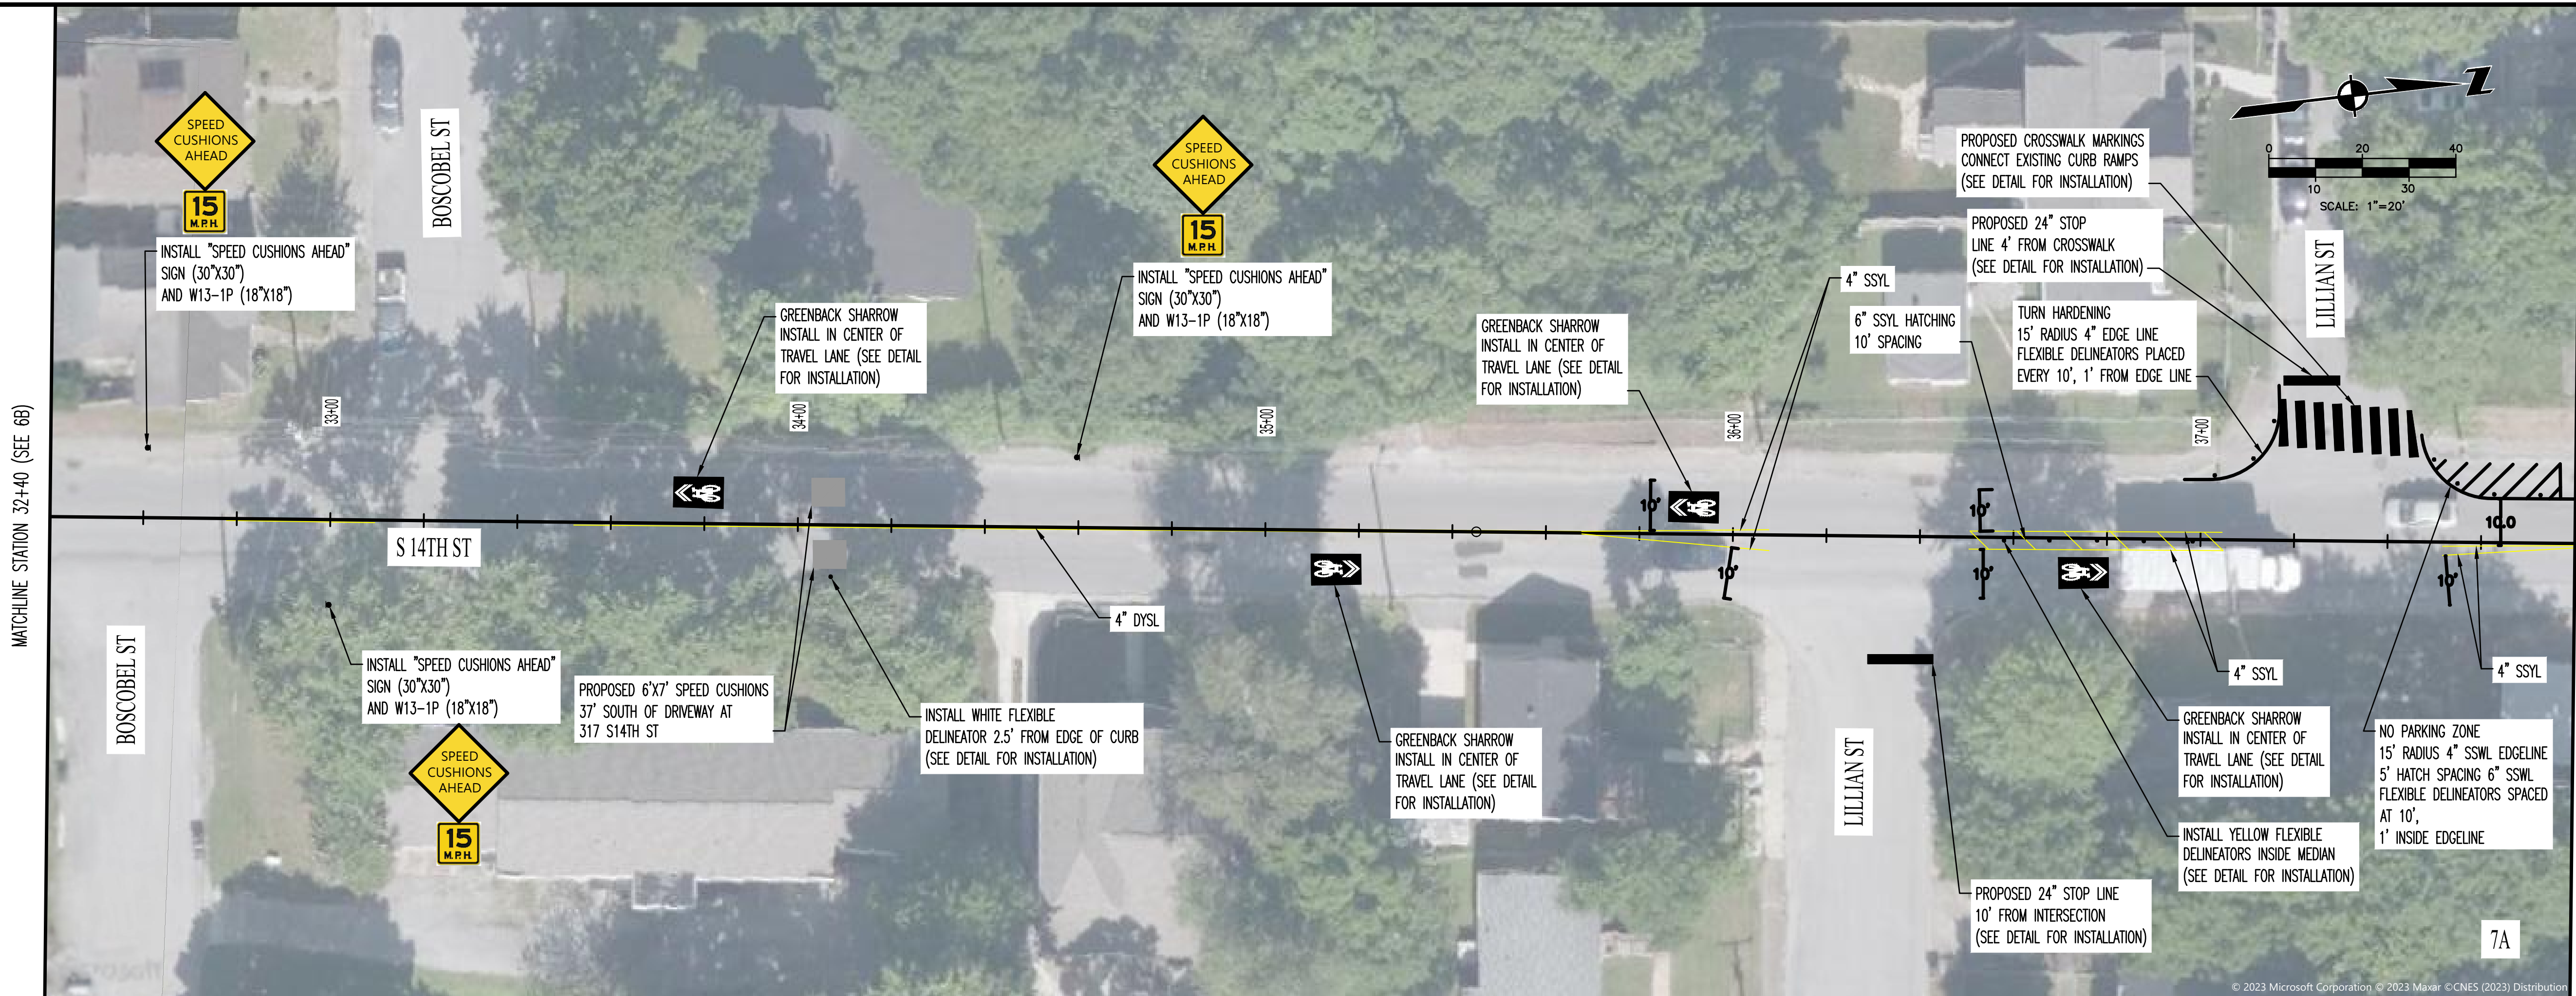 MATCHLINE STATION 32+40 (SEE 6B)
SPEED
CUSHIONS
AHEAD
15
M.P.H.
INSTALL "SPEED CUSHIONS AHEAD"
SIGN (30"X30")
AND W13-1P (18"X18")
BOSCOBEL ST
SPEED
CUSHIONS
AHEAD
15
M.P.H.
INSTALL "SPEED CUSHIONS AHEAD"
SIGN (30"X30")
AND W13-1P (18"X18")
GREENBACK SHARROW
INSTALL IN CENTER OF
TRAVEL LANE (SEE DETAIL
FOR INSTALLATION)
GREENBACK SHARROW
INSTALL IN CENTER OF
TRAVEL LANE (SEE DETAIL
FOR INSTALLATION)
4" SSYL
6" SSYL HATCHING
10' SPACING
PROPOSED CROSSWALK MARKINGS
CONNECT EXISTING CURB RAMPS
(SEE DETAIL FOR INSTALLATION)
PROPOSED 24" STOP
LINE 4' FROM CROSSWALK
(SEE DETAIL FOR INSTALLATION)
TURN HARDENING
15' RADIUS 4" EDGE LINE
FLEXIBLE DELINEATORS PLACED
EVERY 10', 1' FROM EDGE LINE
Z
0 20 40
10 30
SCALE: 1"=20'
LILLIAN ST
33+00
34+00
35+00
36+00
37+00
10'
10'
10.0
10'
10'
10'
S 14TH ST
BOSCOBEL ST
INSTALL "SPEED CUSHIONS AHEAD"
SIGN (30"X30")
AND W13-1P (18"X18")
SPEED
CUSHIONS
AHEAD
15
M.P.H.
PROPOSED 6'X7' SPEED CUSHIONS
37' SOUTH OF DRIVEWAY AT
317 S14TH ST
INSTALL WHITE FLEXIBLE
DELINEATOR 2.5' FROM EDGE OF CURB
(SEE DETAIL FOR INSTALLATION)
4" DYSL
GREENBACK SHARROW
INSTALL IN CENTER OF
TRAVEL LANE (SEE DETAIL
FOR INSTALLATION)
LILLIAN ST
PROPOSED 24" STOP LINE
10' FROM INTERSECTION
(SEE DETAIL FOR INSTALLATION)
4" SSYL
GREENBACK SHARROW
INSTALL IN CENTER OF
TRAVEL LANE (SEE DETAIL
FOR INSTALLATION)
INSTALL YELLOW FLEXIBLE
DELINEATORS INSIDE MEDIAN
(SEE DETAIL FOR INSTALLATION)
4" SSYL
NO PARKING ZONE
15' RADIUS 4" SSWL EDGELINE
5' HATCH SPACING 6" SSWL
FLEXIBLE DELINEATORS SPACED
AT 10',
1' INSIDE EDGELINE
7A
© 2023 Microsoft Corporation © 2023 Maxar ©CNES (2023) Distribution